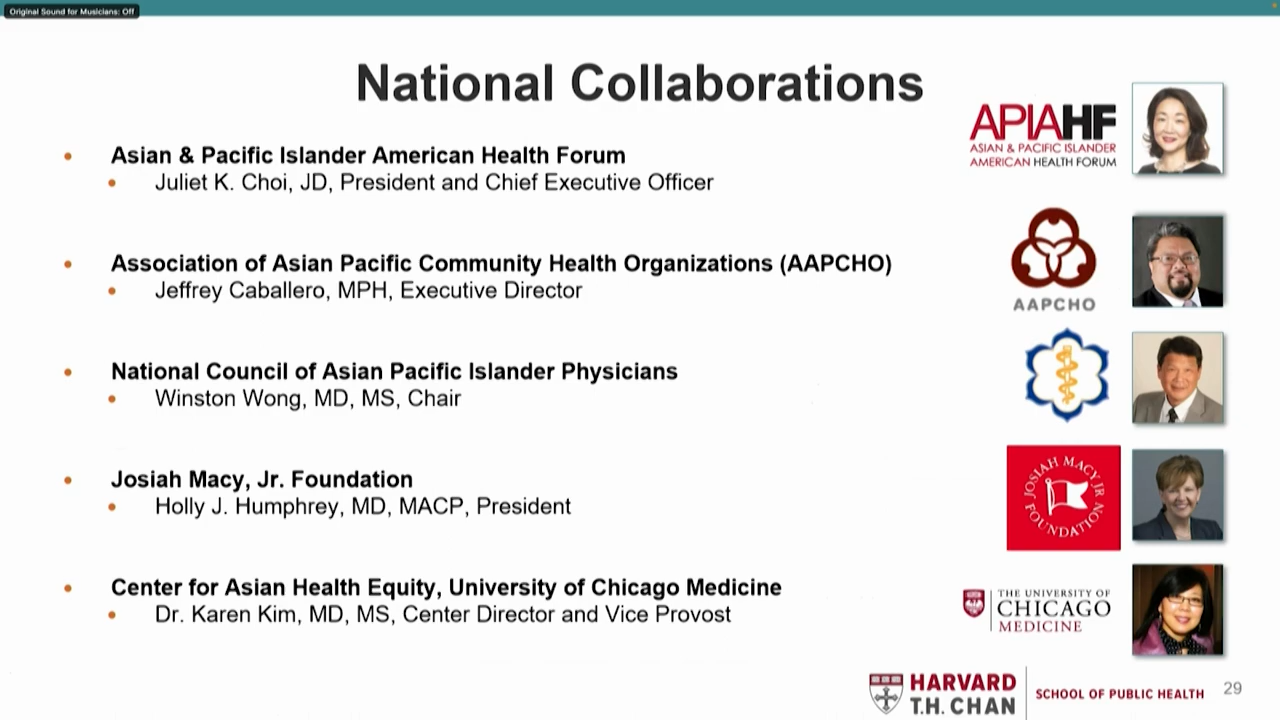 Original Sound for Musicians: Off
National Collaborations
• Asian & Pacific Islander American Health Forum
• Juliet K. Choi, JD, President and Chief Executive Officer
APIAHF
ASIAN & PACIFIC ISLANDER
AMERICAN HEALTH FORUM
• Association of Asian Pacific Community Health Organizations (AAPCHO)
• Jeffrey Caballero, MPH, Executive Director
AAPCHO
• National Council of Asian Pacific Islander Physicians
• Winston Wong, MD, MS, Chair
• Josiah Macy, Jr. Foundation
• Holly J. Humphrey, MD, MACP, President
JOSIAH MACY JR
FOUNDATION
• Center for Asian Health Equity, University of Chicago Medicine
• Dr. Karen Kim, MD, MS, Center Director and Vice Provost
THE UNIVERSITY OF
CHICAGO
MEDICINE
HARVARD
T.H. CHAN
SCHOOL OF PUBLIC HEALTH
29